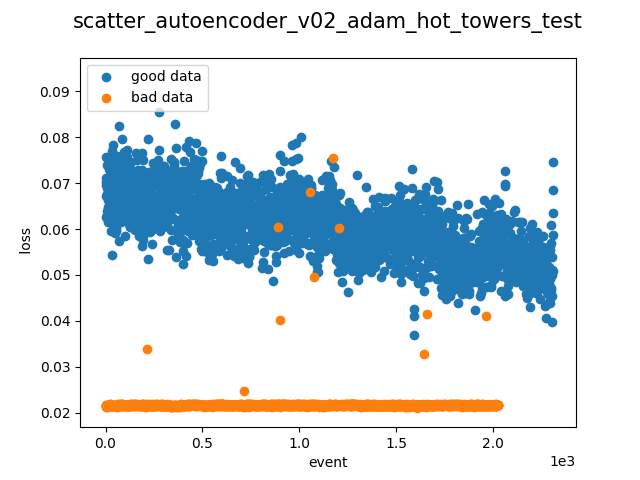 scatter_autoencoder_v02_adam_hot_towers_test
good data
bad data
0.09
0.08
0.07
0.06
0.05
0.04
0.03
0.02
loss
0.0
0.5
1.0
1.5
2.0
event
1e3